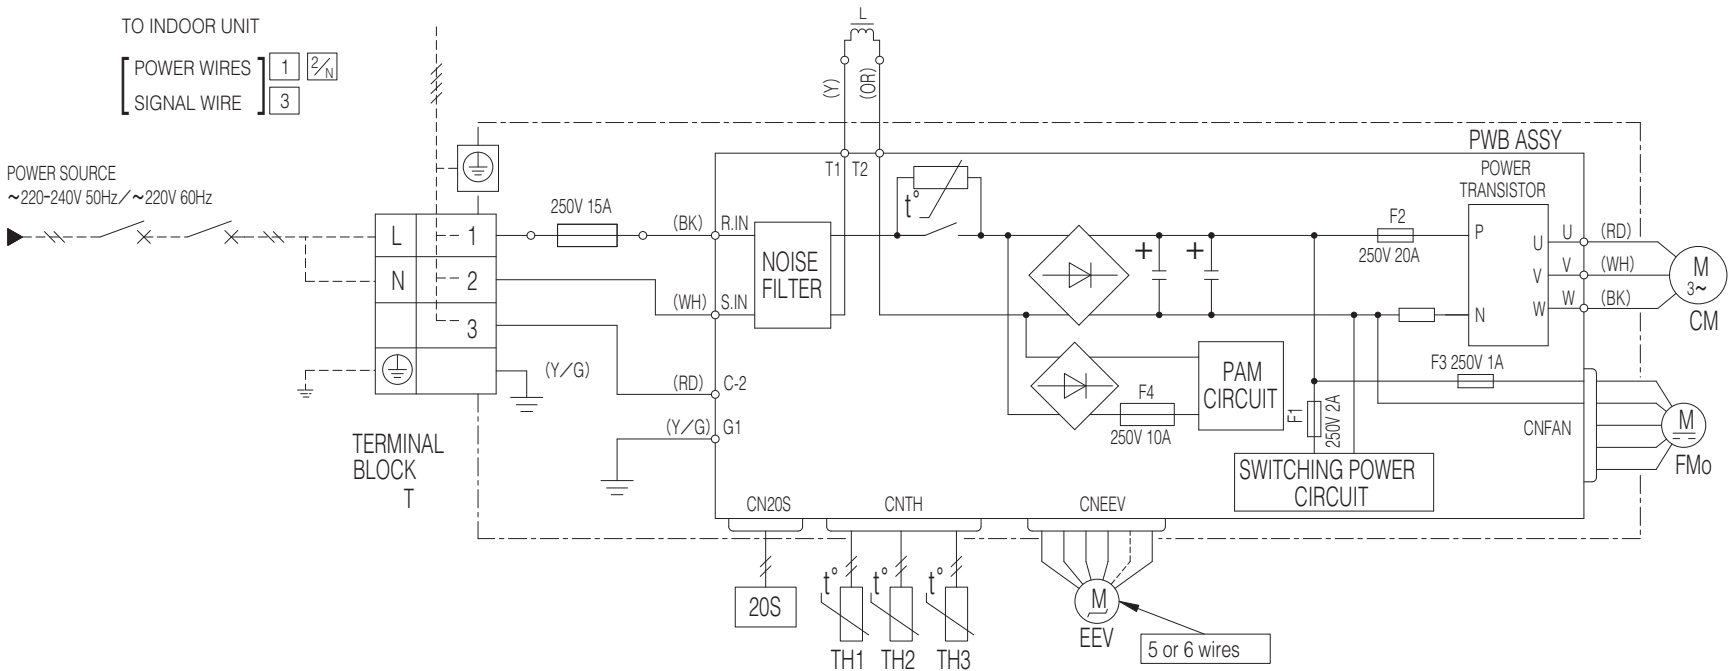 TO INDOOR UNIT
POWER WIRES 1 2/N
SIGNAL WIRE 3
POWER SOURCE
~220-240V 50Hz/~220V 60Hz
L 1
N 2
3
TERMINAL
BLOCK
T
250V 15A
(BK)
R.IN
(WH)
S.IN
(Y/G)
(RD)
C-2
(Y/G)
G1
NOISE
FILTER
L
(Y)
(OR)
T1 T2
t°
+
+
F2
250V 20A
PWB ASSY
POWER
TRANSISTOR
P
N
U
V
W
U
V
W
(RD)
(WH)
(BK)
M
3~
CM
PAM
CIRCUIT
F4
250V 10A
F1
250V 2A
F3 250V 1A
SWITCHING POWER
CIRCUIT
CNFAN
M
FMo
CN20S
CNTH
CNEEV
20S
t°
t°
t°
TH1
TH2
TH3
M
EEV
5 or 6 wires